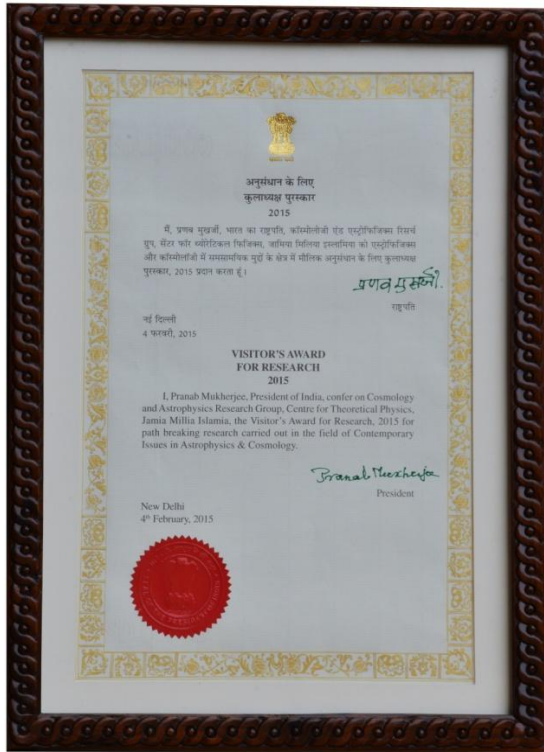 अनुसंधान के लिए
कुलाध्यक्ष पुरस्कार
2015
मैं, प्रणब मुखर्जी, भारत का राष्ट्रपति, कॉस्मोलोजी एंड एस्ट्रोफिजिक्स रिसर्च
ग्रुप, सेंटर फॉर थ्योरेटिकल फिजिक्स, जामिया मिलिया इस्लामिया को एस्ट्रोफिजिक्स
और कॉस्मोलॉजी में समसामयिक मुद्दों के क्षेत्र में मौलिक अनुसंधान के लिए कुलाध्यक्ष
पुरस्कार, 2015 प्रदान करता हूं।
प्रणव मुखर्जी.
राष्ट्रपति
नई दिल्ली
4 फरवरी, 2015
VISITOR'S AWARD
FOR RESEARCH
2015
I, Pranab Mukherjee, President of India, confer on Cosmology
and Astrophysics Research Group, Centre for Theoretical Physics,
Jamia Millia Islamia, the Visitor's Award for Research, 2015 for
path breaking research carried out in the field of Contemporary
Issues in Astrophysics & Cosmology.
Pranab Mukherjee
President
New Delhi
4th February, 2015